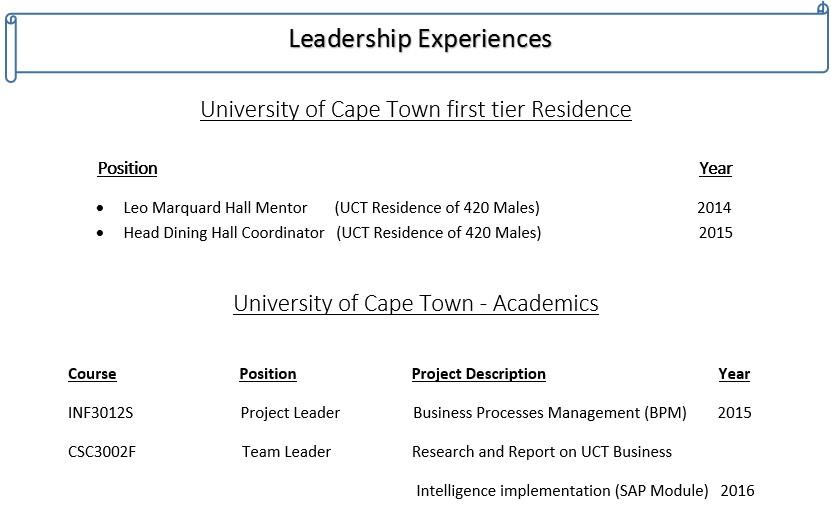 Leadership Experiences
University of Cape Town first tier Residence
Position Year
• Leo Marquard Hall Mentor (UCT Residence of 420 Males) 2014
• Head Dining Hall Coordinator (UCT Residence of 420 Males) 2015
University of Cape Town - Academics
Course Position Project Description Year
INF3012S Project Leader Business Processes Management (BPM) 2015
CSC3002F Team Leader Research and Report on UCT Business
Intelligence implementation (SAP Module) 2016